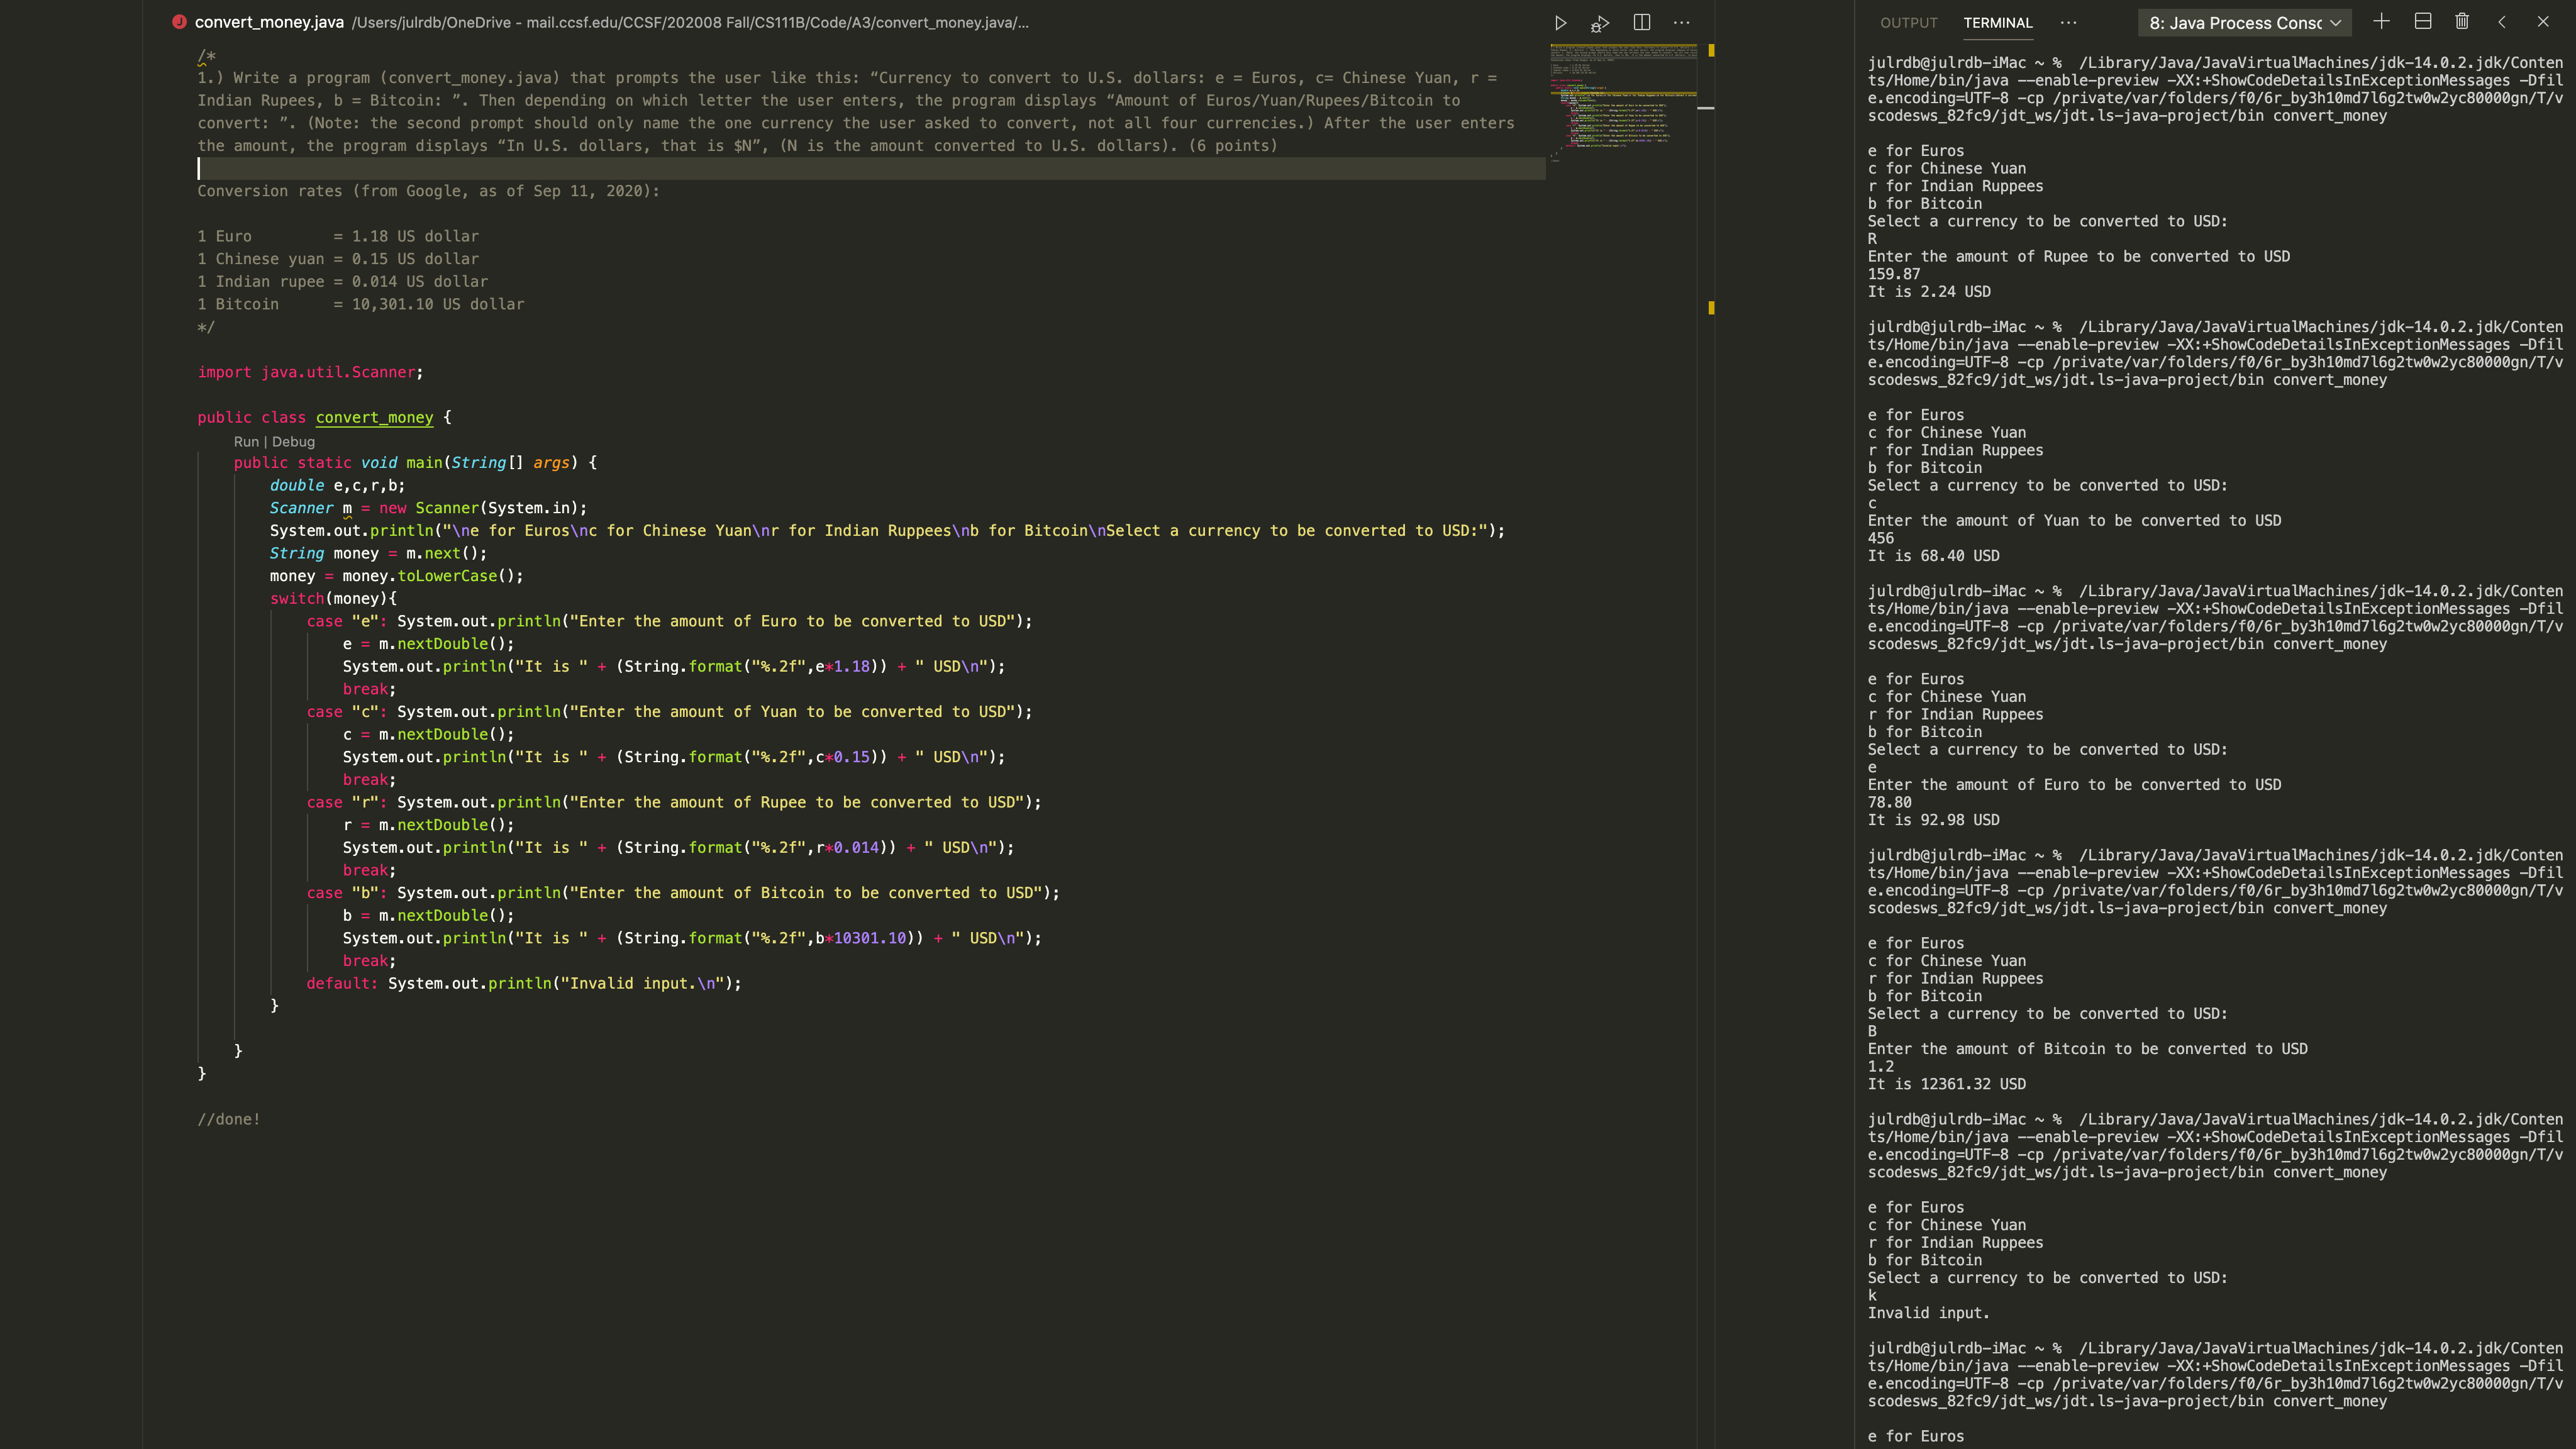 convert_money.java /Users/julrdb/OneDrive - mail.ccsf.edu/CCSF/202008 Fall/CS111B/Code/A3/convert_money.java/...
/*
1.) Write a program (convert_money.java) that prompts the user like this: “Currency to convert to U.S. dollars: e = Euros, c= Chinese Yuan, r =
Indian Rupees, b = Bitcoin: ”. Then depending on which letter the user enters, the program displays “Amount of Euros/Yuan/Rupees/Bitcoin to
convert: ”. (Note: the second prompt should only name the one currency the user asked to convert, not all four currencies.) After the user enters
the amount, the program displays “In U.S. dollars, that is $N”, (N is the amount converted to U.S. dollars). (6 points)
Conversion rates (from Google, as of Sep 11, 2020):
1 Euro         = 1.18 US dollar
1 Chinese yuan = 0.15 US dollar
1 Indian rupee = 0.014 US dollar
1 Bitcoin      = 10,301.10 US dollar
*/
import java.util.Scanner;
public class convert_money {
Run | Debug
public static void main(String[] args) {
double e,c,r,b;
Scanner m = new Scanner(System.in);
System.out.println("\ne for Euros\nc for Chinese Yuan\nr for Indian Ruppees\nb for Bitcoin\nSelect a currency to be converted to USD:");
String money = m.next();
money = money.toLowerCase();
switch(money){
case "e": System.out.println("Enter the amount of Euro to be converted to USD");
e = m.nextDouble();
System.out.println("It is " + (String.format("%.2f",e*1.18)) + " USD\n");
break;
case "c": System.out.println("Enter the amount of Yuan to be converted to USD");
c = m.nextDouble();
System.out.println("It is " + (String.format("%.2f",c*0.15)) + " USD\n");
break;
case "r": System.out.println("Enter the amount of Rupee to be converted to USD");
r = m.nextDouble();
System.out.println("It is " + (String.format("%.2f",r*0.014)) + " USD\n");
break;
case "b": System.out.println("Enter the amount of Bitcoin to be converted to USD");
b = m.nextDouble();
System.out.println("It is " + (String.format("%.2f",b*10301.10)) + " USD\n");
break;
default: System.out.println("Invalid input.\n");
}
}
}
//done!
OUTPUT TERMINAL ··· 8: Java Process Consc
julrdb@julrdb-iMac ~ %  /Library/Java/JavaVirtualMachines/jdk-14.0.2.jdk/Conten
ts/Home/bin/java --enable-preview -XX:+ShowCodeDetailsInExceptionMessages -Dfil
e.encoding=UTF-8 -cp /private/var/folders/f0/6r_by3h10md7l6g2tw0w2yc80000gn/T/v
scodesws_82fc9/jdt_ws/jdt.ls-java-project/bin convert_money
e for Euros
c for Chinese Yuan
r for Indian Ruppees
b for Bitcoin
Select a currency to be converted to USD:
R
Enter the amount of Rupee to be converted to USD
159.87
It is 2.24 USD
julrdb@julrdb-iMac ~ %  /Library/Java/JavaVirtualMachines/jdk-14.0.2.jdk/Conten
ts/Home/bin/java --enable-preview -XX:+ShowCodeDetailsInExceptionMessages -Dfil
e.encoding=UTF-8 -cp /private/var/folders/f0/6r_by3h10md7l6g2tw0w2yc80000gn/T/v
scodesws_82fc9/jdt_ws/jdt.ls-java-project/bin convert_money
e for Euros
c for Chinese Yuan
r for Indian Ruppees
b for Bitcoin
Select a currency to be converted to USD:
c
Enter the amount of Yuan to be converted to USD
456
It is 68.40 USD
julrdb@julrdb-iMac ~ %  /Library/Java/JavaVirtualMachines/jdk-14.0.2.jdk/Conten
ts/Home/bin/java --enable-preview -XX:+ShowCodeDetailsInExceptionMessages -Dfil
e.encoding=UTF-8 -cp /private/var/folders/f0/6r_by3h10md7l6g2tw0w2yc80000gn/T/v
scodesws_82fc9/jdt_ws/jdt.ls-java-project/bin convert_money
e for Euros
c for Chinese Yuan
r for Indian Ruppees
b for Bitcoin
Select a currency to be converted to USD:
e
Enter the amount of Euro to be converted to USD
78.80
It is 92.98 USD
julrdb@julrdb-iMac ~ %  /Library/Java/JavaVirtualMachines/jdk-14.0.2.jdk/Conten
ts/Home/bin/java --enable-preview -XX:+ShowCodeDetailsInExceptionMessages -Dfil
e.encoding=UTF-8 -cp /private/var/folders/f0/6r_by3h10md7l6g2tw0w2yc80000gn/T/v
scodesws_82fc9/jdt_ws/jdt.ls-java-project/bin convert_money
e for Euros
c for Chinese Yuan
r for Indian Ruppees
b for Bitcoin
Select a currency to be converted to USD:
B
Enter the amount of Bitcoin to be converted to USD
1.2
It is 12361.32 USD
julrdb@julrdb-iMac ~ %  /Library/Java/JavaVirtualMachines/jdk-14.0.2.jdk/Conten
ts/Home/bin/java --enable-preview -XX:+ShowCodeDetailsInExceptionMessages -Dfil
e.encoding=UTF-8 -cp /private/var/folders/f0/6r_by3h10md7l6g2tw0w2yc80000gn/T/v
scodesws_82fc9/jdt_ws/jdt.ls-java-project/bin convert_money
e for Euros
c for Chinese Yuan
r for Indian Ruppees
b for Bitcoin
Select a currency to be converted to USD:
k
Invalid input.
julrdb@julrdb-iMac ~ %  /Library/Java/JavaVirtualMachines/jdk-14.0.2.jdk/Conten
ts/Home/bin/java --enable-preview -XX:+ShowCodeDetailsInExceptionMessages -Dfil
e.encoding=UTF-8 -cp /private/var/folders/f0/6r_by3h10md7l6g2tw0w2yc80000gn/T/v
scodesws_82fc9/jdt_ws/jdt.ls-java-project/bin convert_money
e for Euros